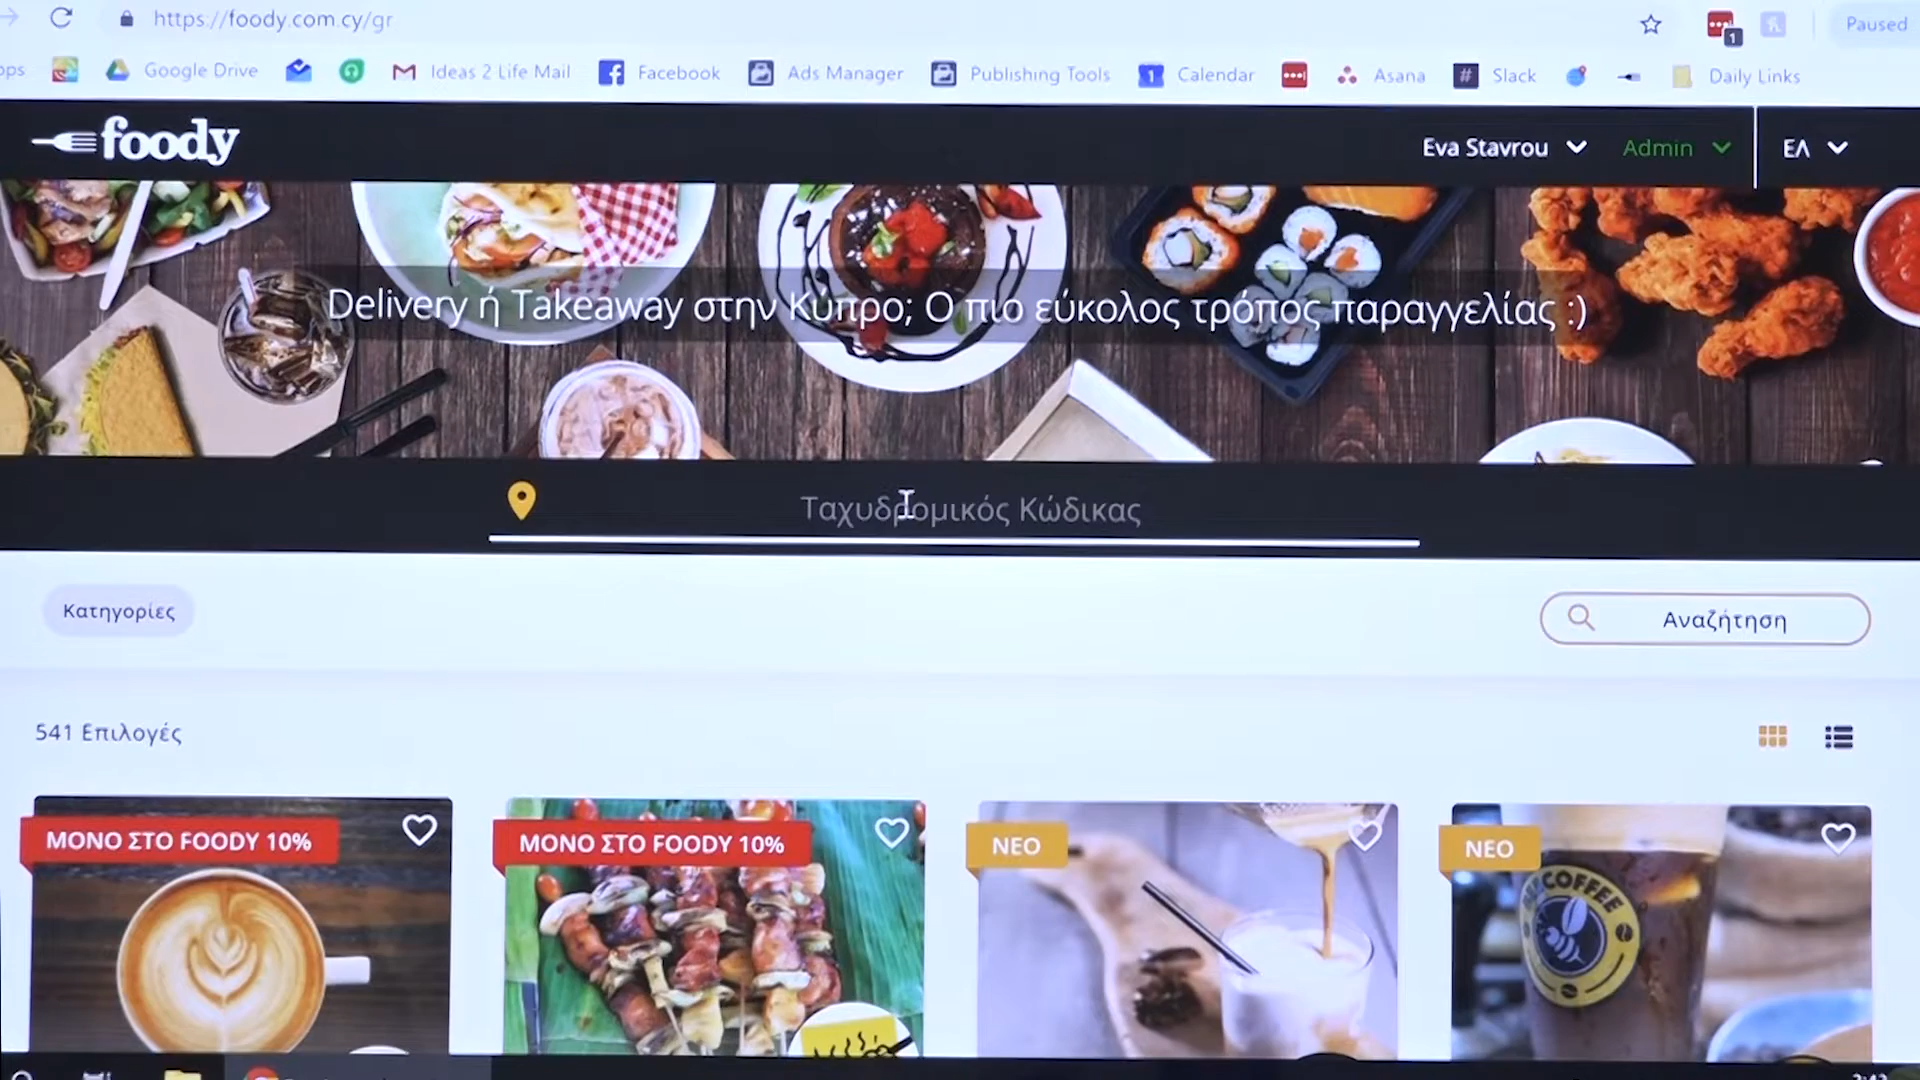 https://foody.com.cy/gr
Paused
Google Drive
Ideas 2 Life Mail
Facebook
Ads Manager
Publishing Tools
1
Calendar
Asana
#
Slack
Daily Links
foody
Eva Stavrou
Admin
ΕΛ
Delivery ή Takeaway στην Κύπρο; Ο πιο εύκολος τρόπος παραγγελίας :)
Ταχυδρομικός Κώδικας
Κατηγορίες
Αναζήτηση
541 Επιλογές
ΜΟΝΟ ΣΤΟ FOODY 10%
ΜΟΝΟ ΣΤΟ FOODY 10%
ΝΕΟ
ΝΕΟ
COFFEE